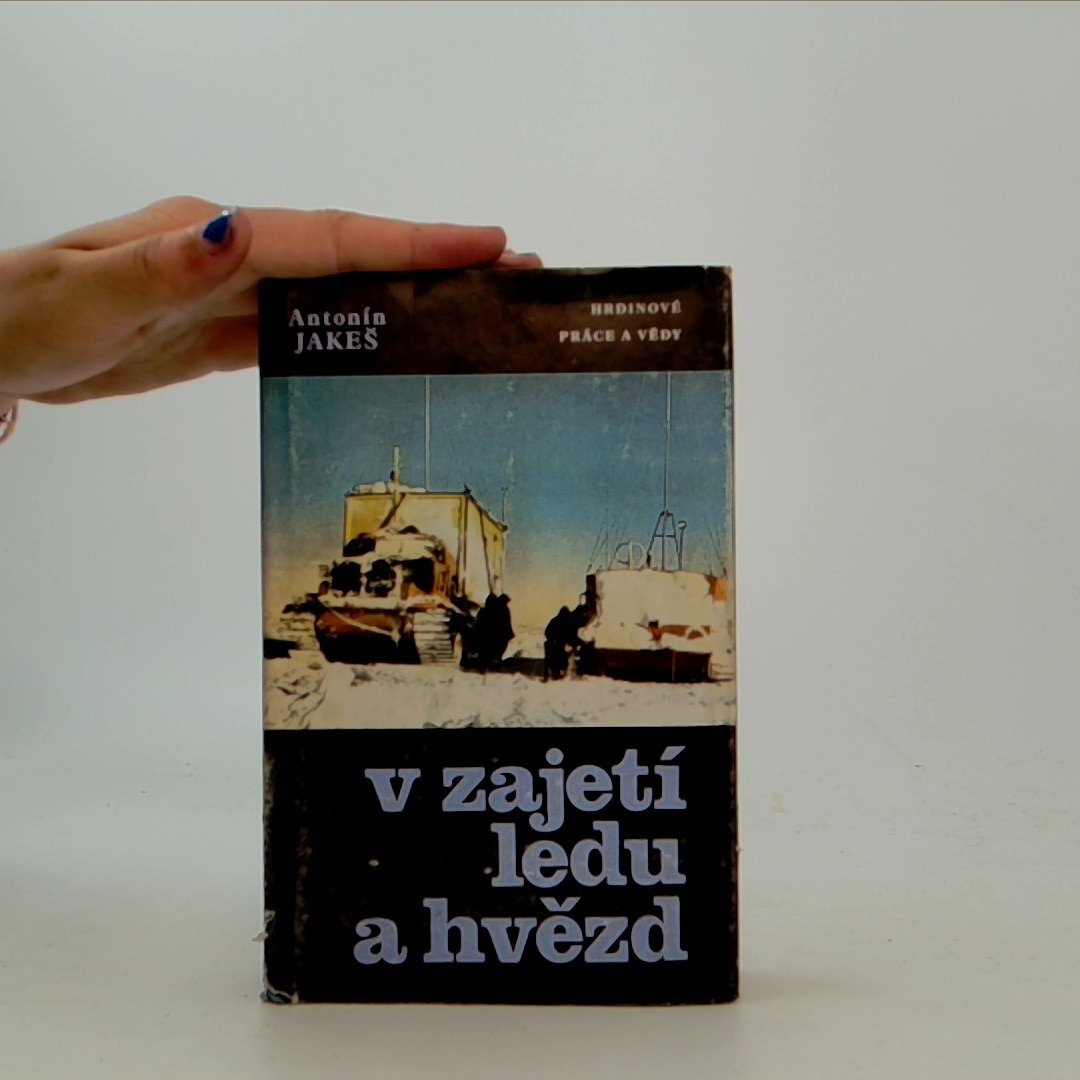 Antonín
JAKEŠ
HRDINOVÉ
PRÁCE A VĚDY
v zajetí
ledu
a hvězd